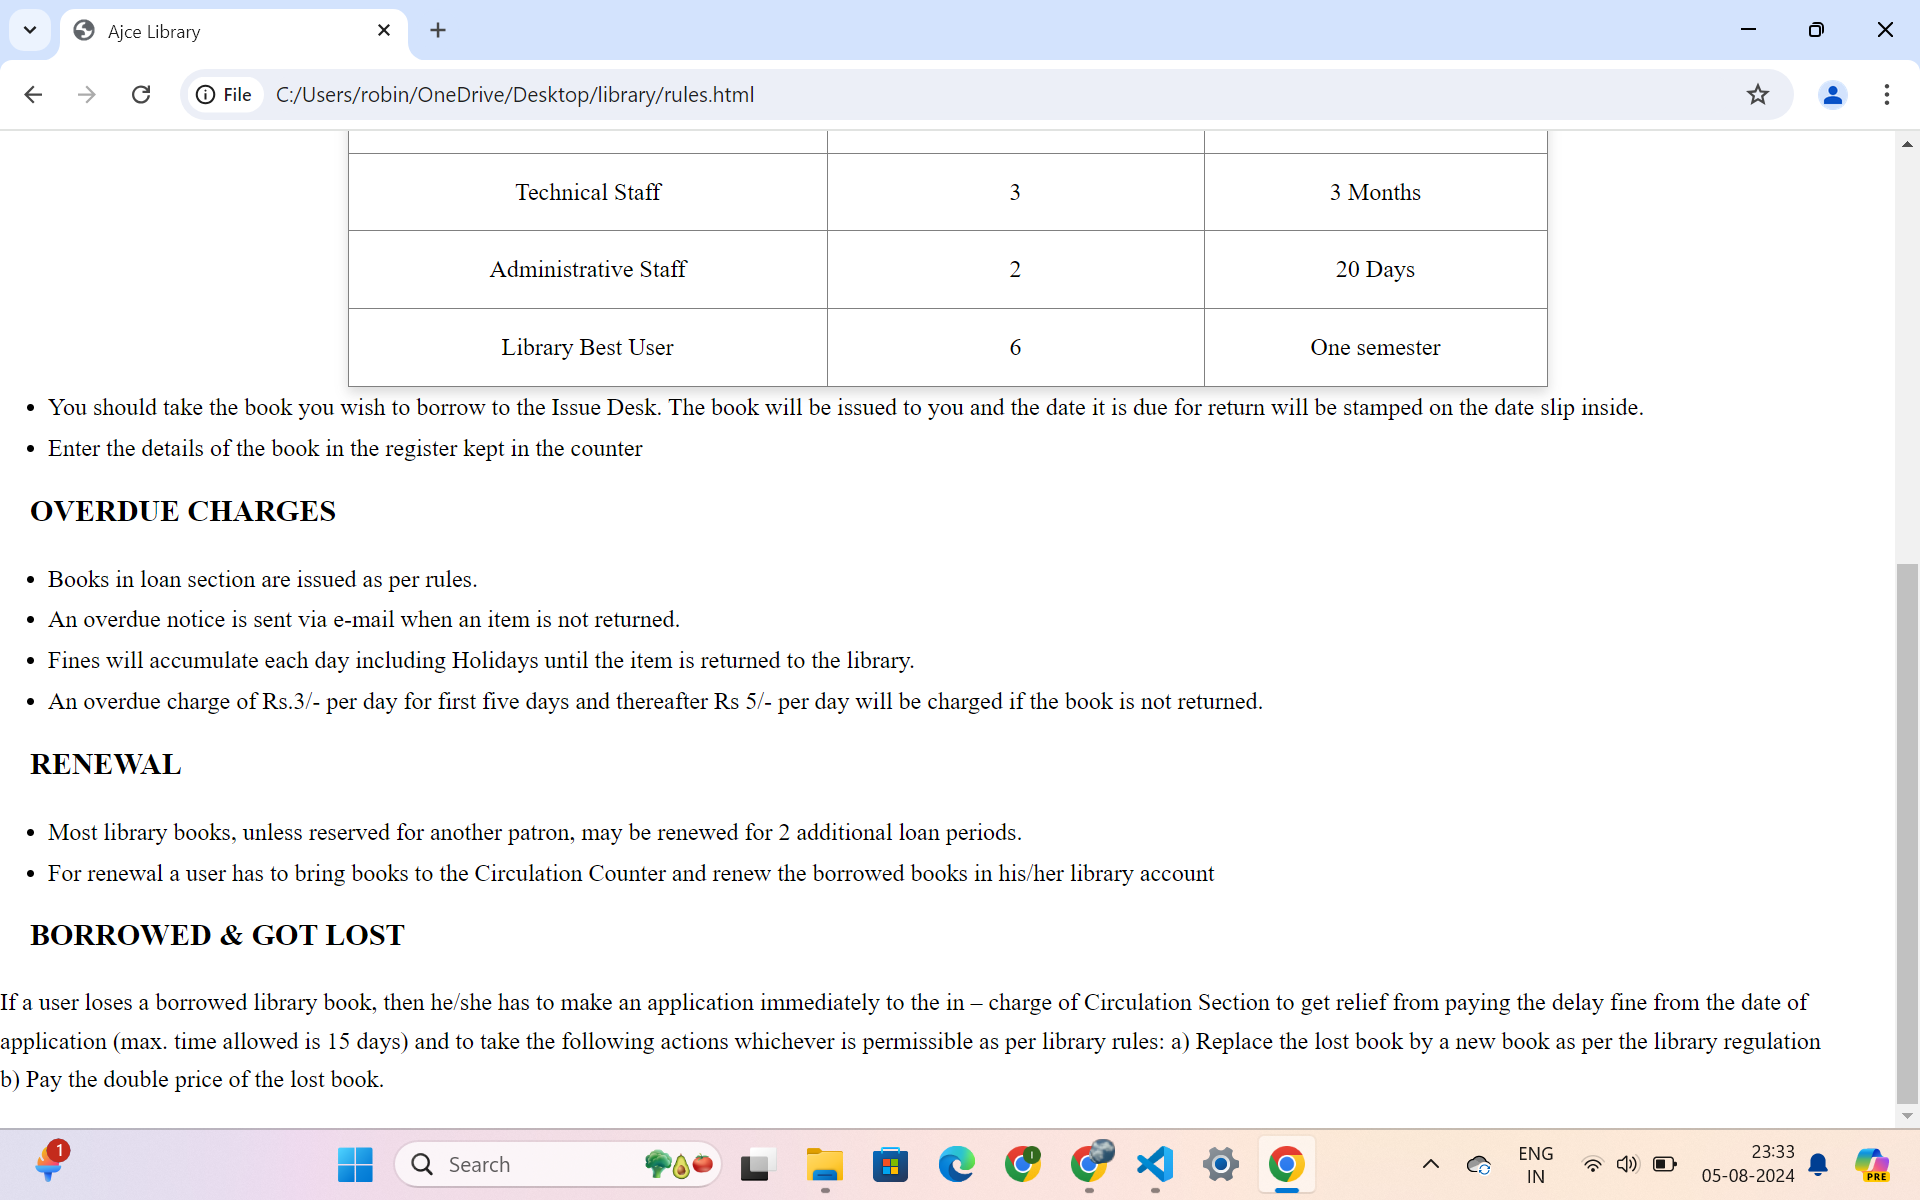 Ajce Library
File C:/Users/robin/OneDrive/Desktop/library/rules.html
Technical Staff 3 3 Months
Administrative Staff 2 20 Days
Library Best User 6 One semester
• You should take the book you wish to borrow to the Issue Desk. The book will be issued to you and the date it is due for return will be stamped on the date slip inside.
• Enter the details of the book in the register kept in the counter
OVERDUE CHARGES
• Books in loan section are issued as per rules.
• An overdue notice is sent via e-mail when an item is not returned.
• Fines will accumulate each day including Holidays until the item is returned to the library.
• An overdue charge of Rs.3/- per day for first five days and thereafter Rs 5/- per day will be charged if the book is not returned.
RENEWAL
• Most library books, unless reserved for another patron, may be renewed for 2 additional loan periods.
• For renewal a user has to bring books to the Circulation Counter and renew the borrowed books in his/her library account
BORROWED & GOT LOST
If a user loses a borrowed library book, then he/she has to make an application immediately to the in – charge of Circulation Section to get relief from paying the delay fine from the date of
application (max. time allowed is 15 days) and to take the following actions whichever is permissible as per library rules: a) Replace the lost book by a new book as per the library regulation
b) Pay the double price of the lost book.
1
Search
ENG
IN
23:33
05-08-2024
PRE